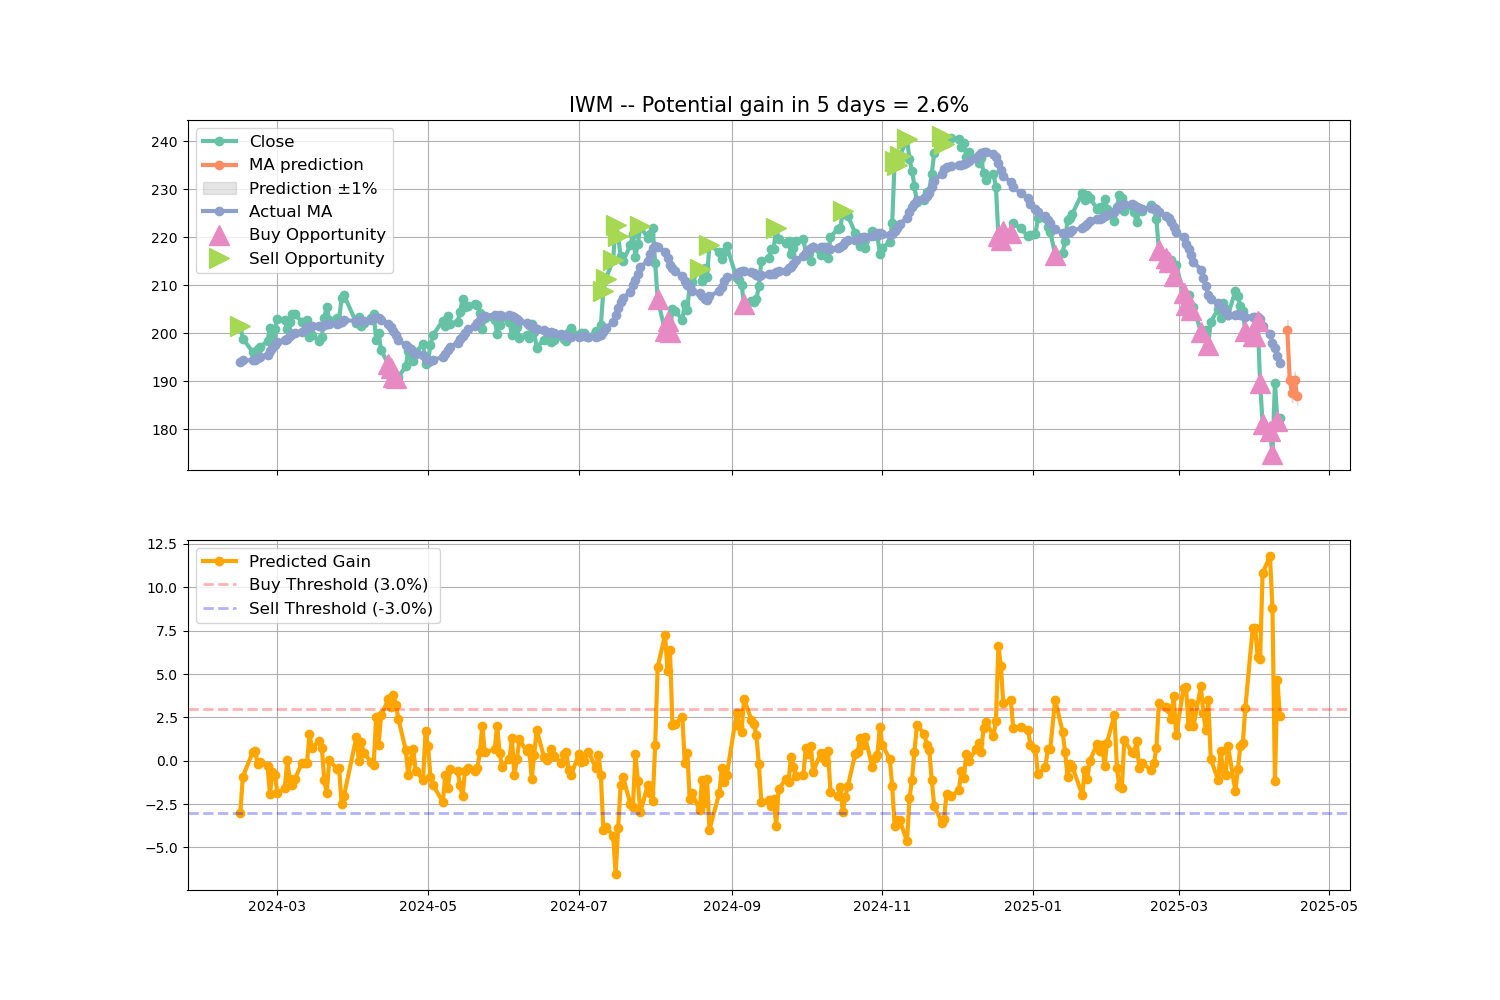 IWM -- Potential gain in 5 days = 2.6%
Close
MA prediction
Prediction ±1%
Actual MA
Buy Opportunity
Sell Opportunity
240
230
220
210
200
190
180
Predicted Gain
Buy Threshold (3.0%)
Sell Threshold (-3.0%)
12.5
10.0
7.5
5.0
2.5
0.0
−2.5
−5.0
2024-03 2024-05 2024-07 2024-09 2024-11 2025-01 2025-03 2025-05